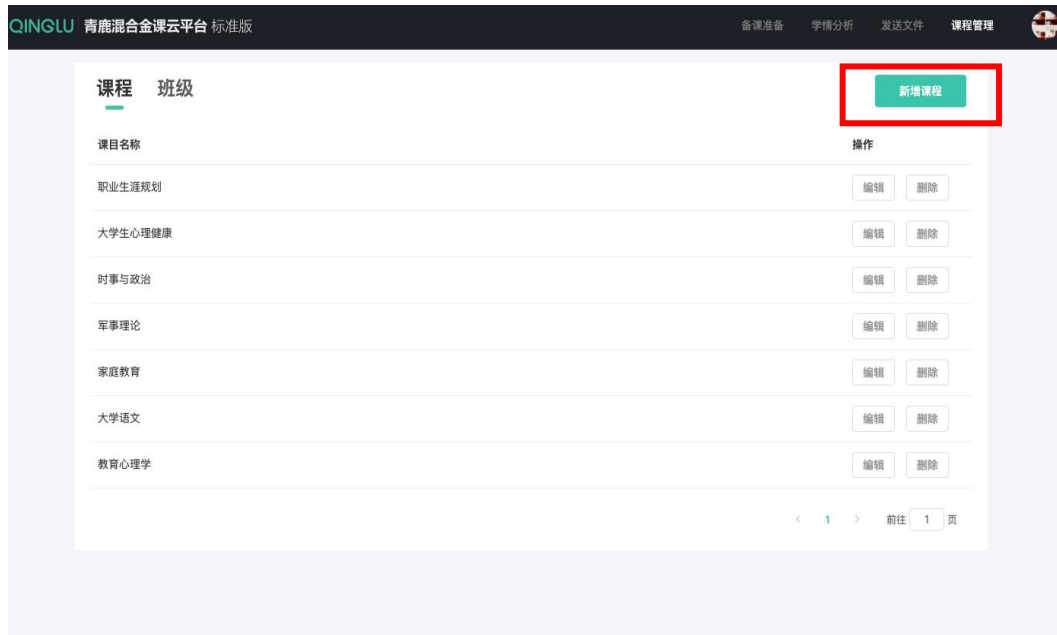 QINGLU 青鹿混合金课云平台 标准版 备课准备 学情分析 发送文件 课程管理
课程 班级 新增课程
课目名称 操作
职业生涯规划 编辑 删除
大学生心理健康 编辑 删除
时事与政治 编辑 删除
军事理论 编辑 删除
家庭教育 编辑 删除
大学语文 编辑 删除
教育心理学 编辑 删除
< 1 > 前往 1 页